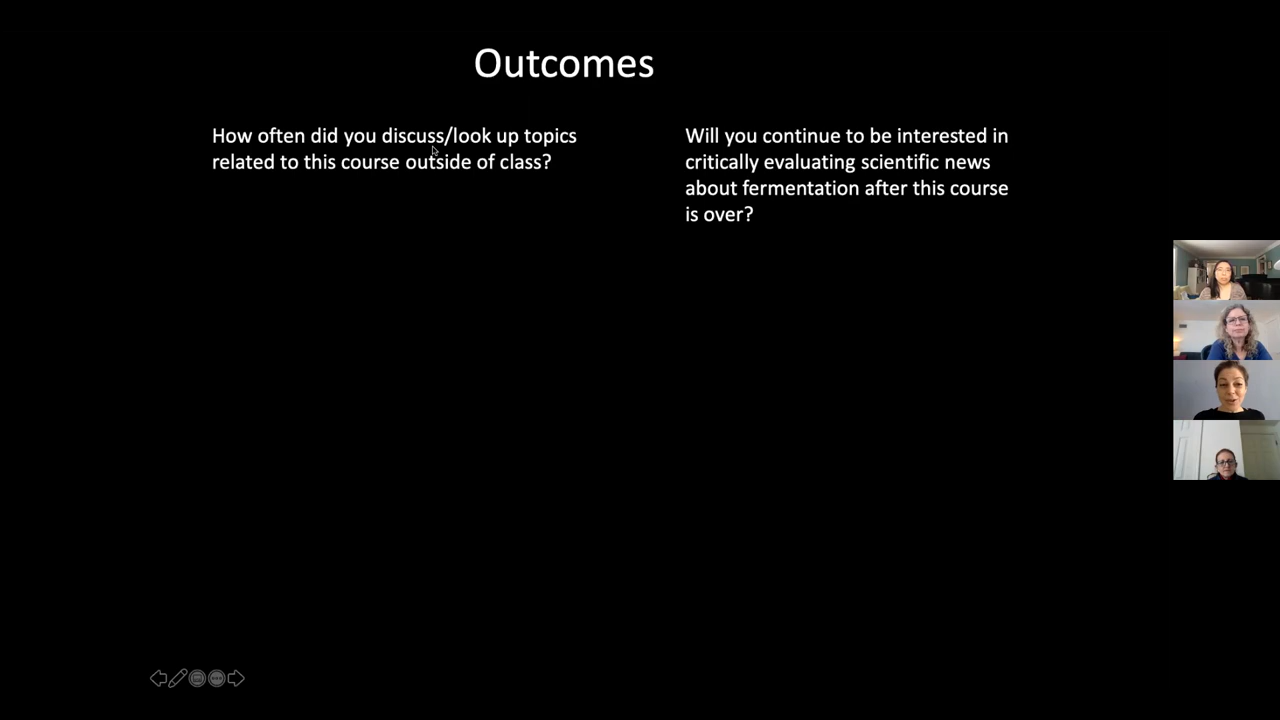 Outcomes
How often did you discuss/look up topics
related to this course outside of class?
Will you continue to be interested in
critically evaluating scientific news
about fermentation after this course
is over?